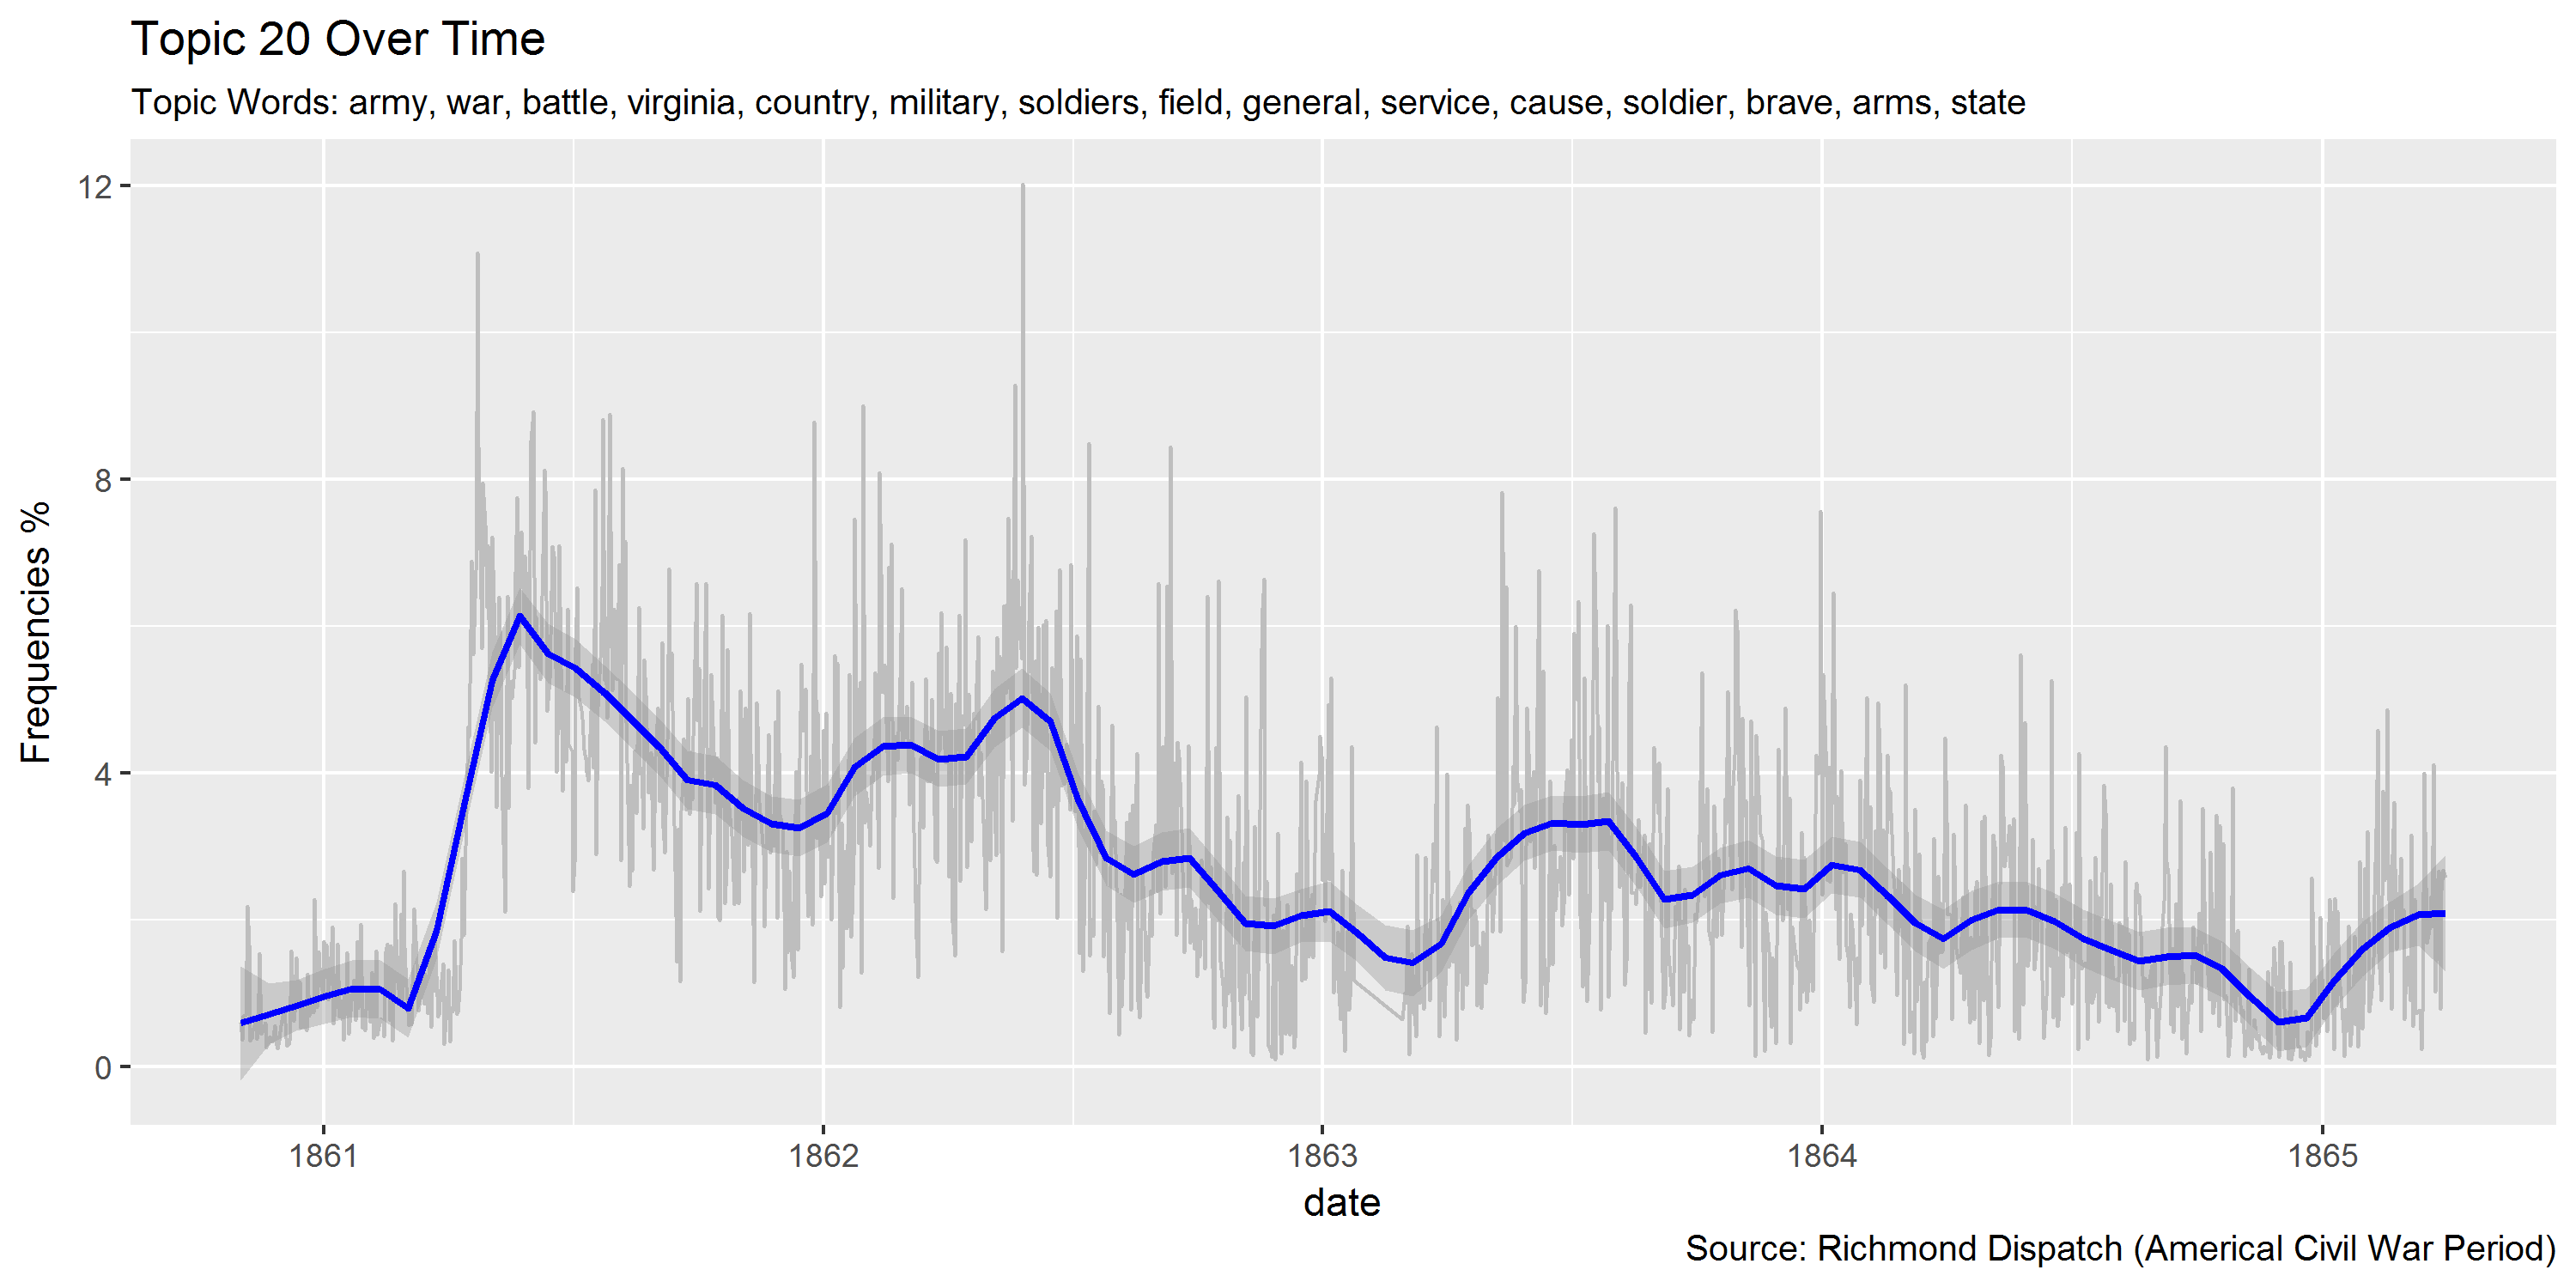 Topic 20 Over Time
Topic Words: army, war, battle, virginia, country, military, soldiers, field, general, service, cause, soldier, brave, arms, state
12
8
4
0
Frequencies %
1861 1862 1863 1864 1865
date
Source: Richmond Dispatch (Americal Civil War Period)